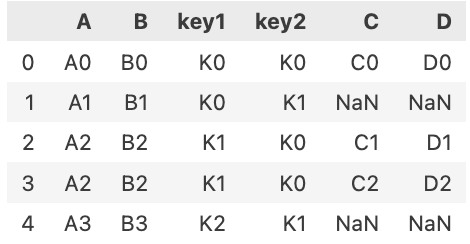 A B key1 key2 C D
0 A0 B0 K0 K0 C0 D0
1 A1 B1 K0 K1 NaN NaN
2 A2 B2 K1 K0 C1 D1
3 A2 B2 K1 K0 C2 D2
4 A3 B3 K2 K1 NaN NaN